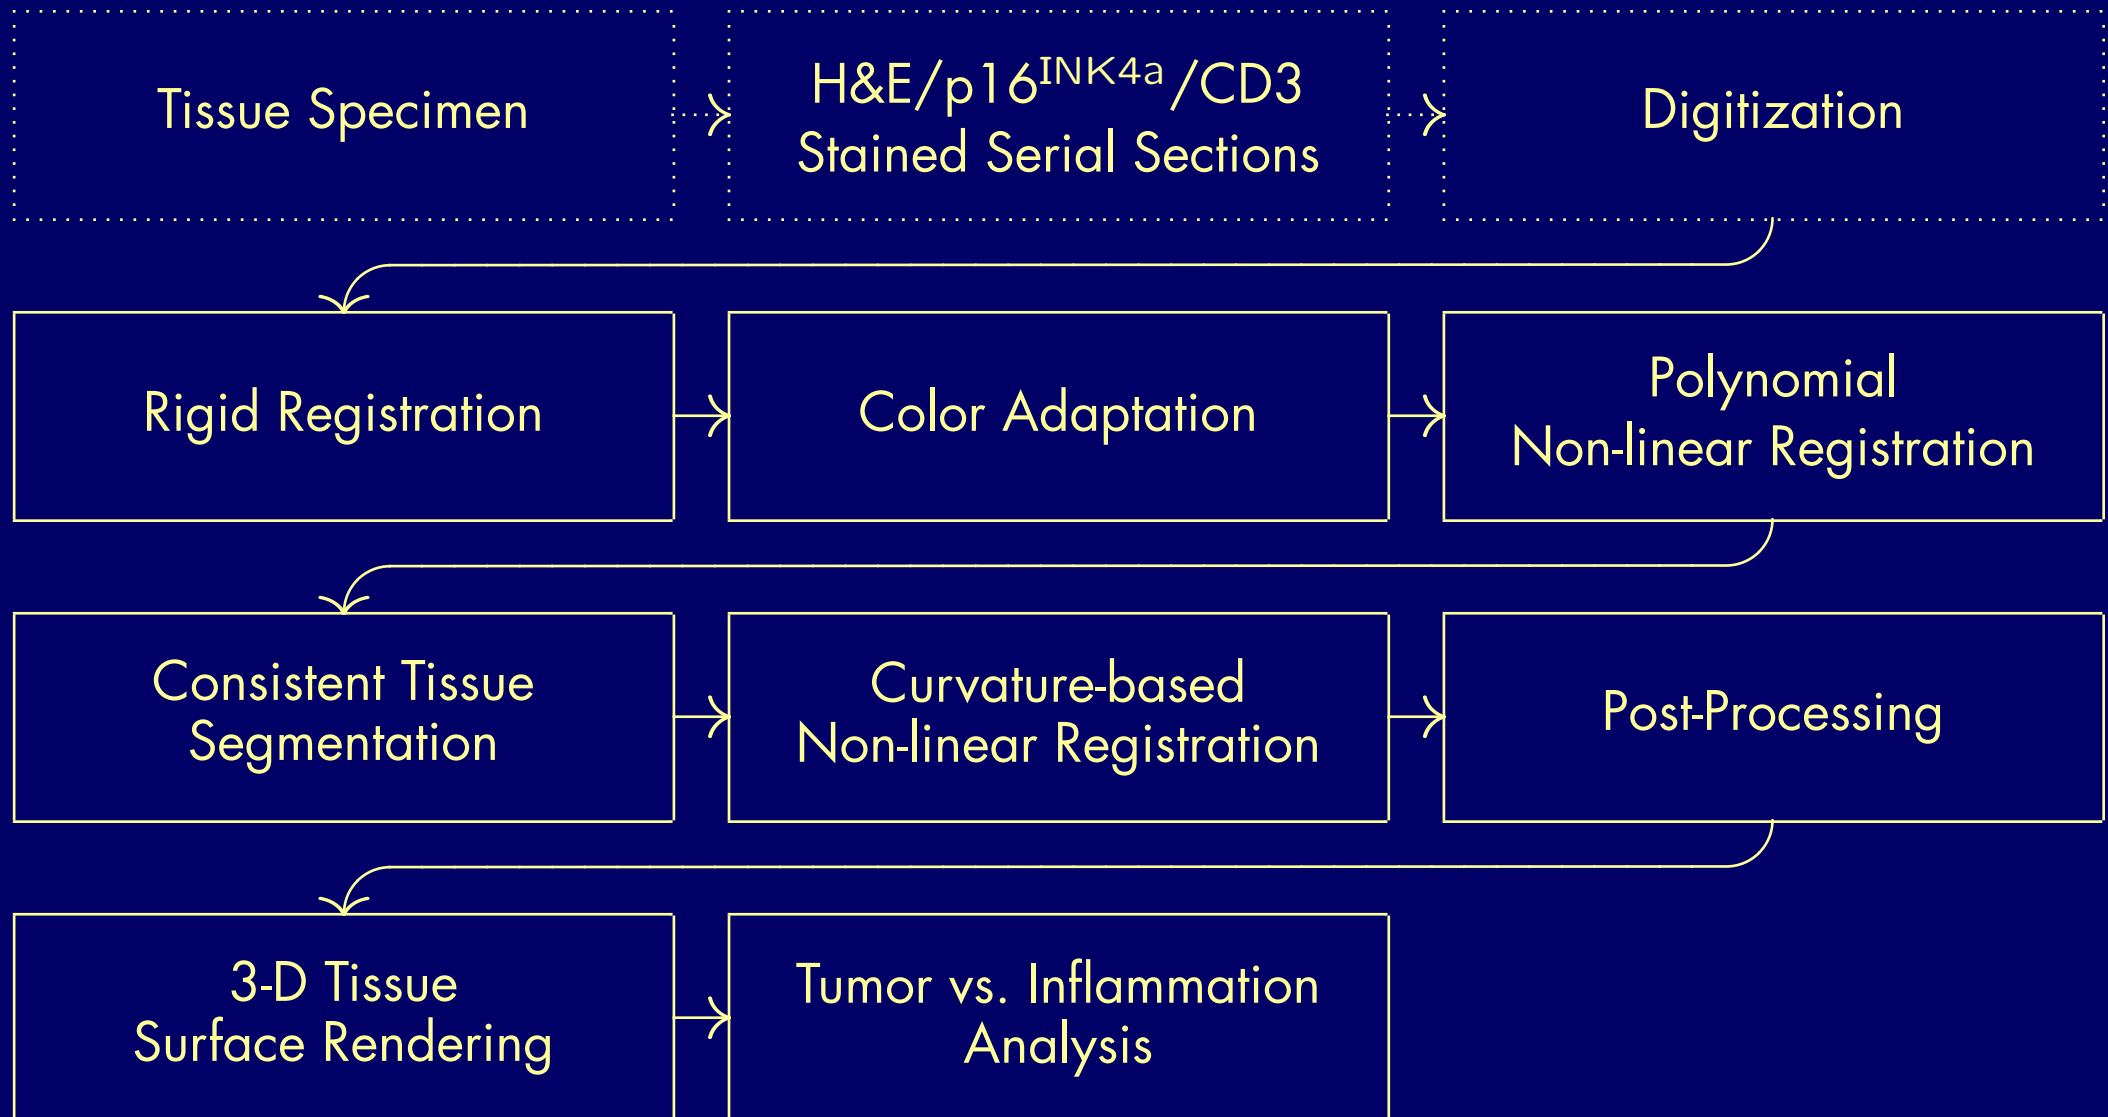 Tissue Specimen
H&E/p16INK4a/CD3
Stained Serial Sections
Digitization
Rigid Registration
Color Adaptation
Polynomial
Non-linear Registration
Consistent Tissue
Segmentation
Curvature-based
Non-linear Registration
Post-Processing
3-D Tissue
Surface Rendering
Tumor vs. Inflammation
Analysis